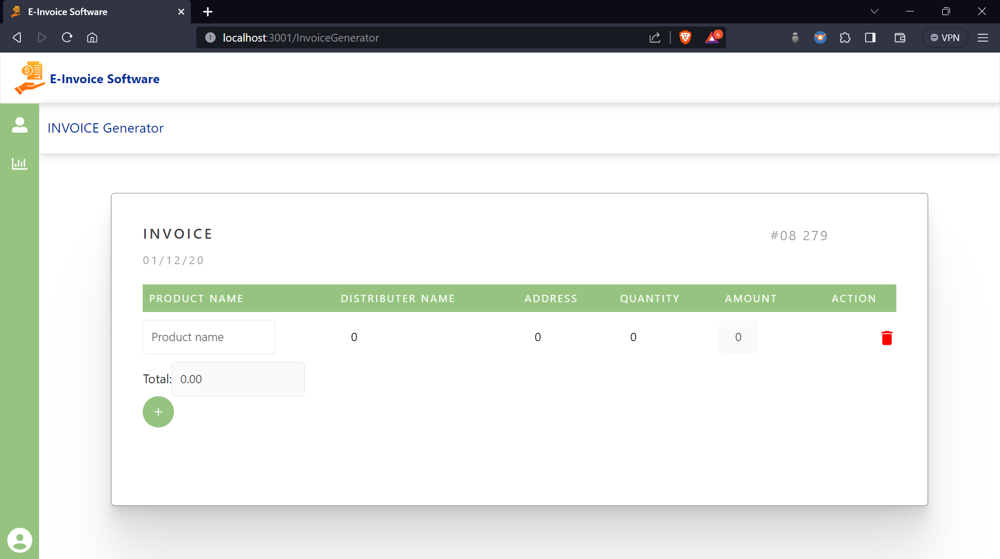 E-Invoice Software
localhost:3001/InvoiceGenerator
6
VPN
E-Invoice Software
INVOICE Generator
INVOICE
#08 279
01/12/20
PRODUCT NAME DISTRIBUTER NAME ADDRESS QUANTITY AMOUNT ACTION
Product name 0 0 0 0
Total: 0.00
+